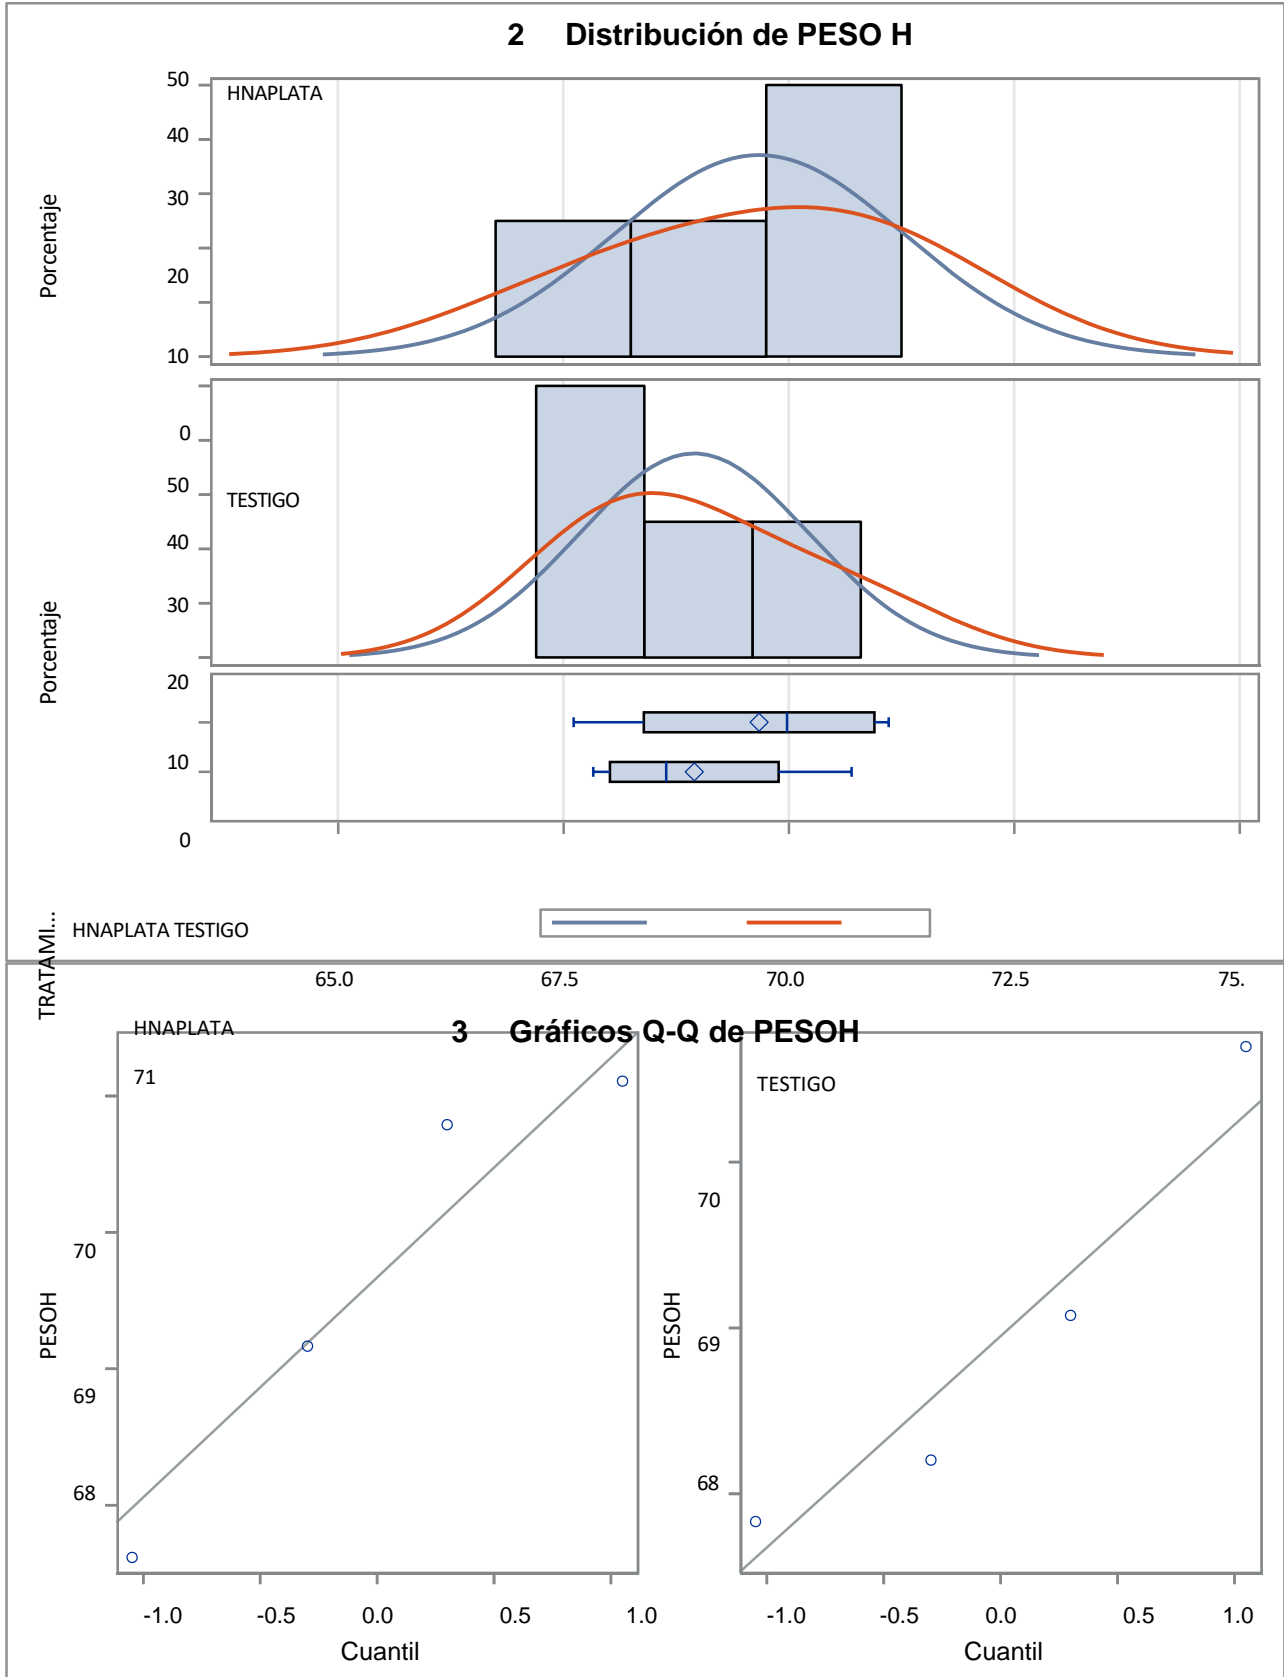 2 Distribución de PESO H
50
HNAPLATA
40
30
Porcentaje
20
10
0
50
TESTIGO
40
30
Porcentaje
20
10
0
TRATAMI...
HNAPLATA TESTIGO
65.0 67.5 70.0 72.5 75.
3 Gráficos Q-Q de PESOH
HNAPLATA
71
70
PESOH
69
68
-1.0 -0.5 0.0 0.5 1.0
Cuantil
TESTIGO
70
PESOH
69
68
-1.0 -0.5 0.0 0.5 1.0
Cuantil